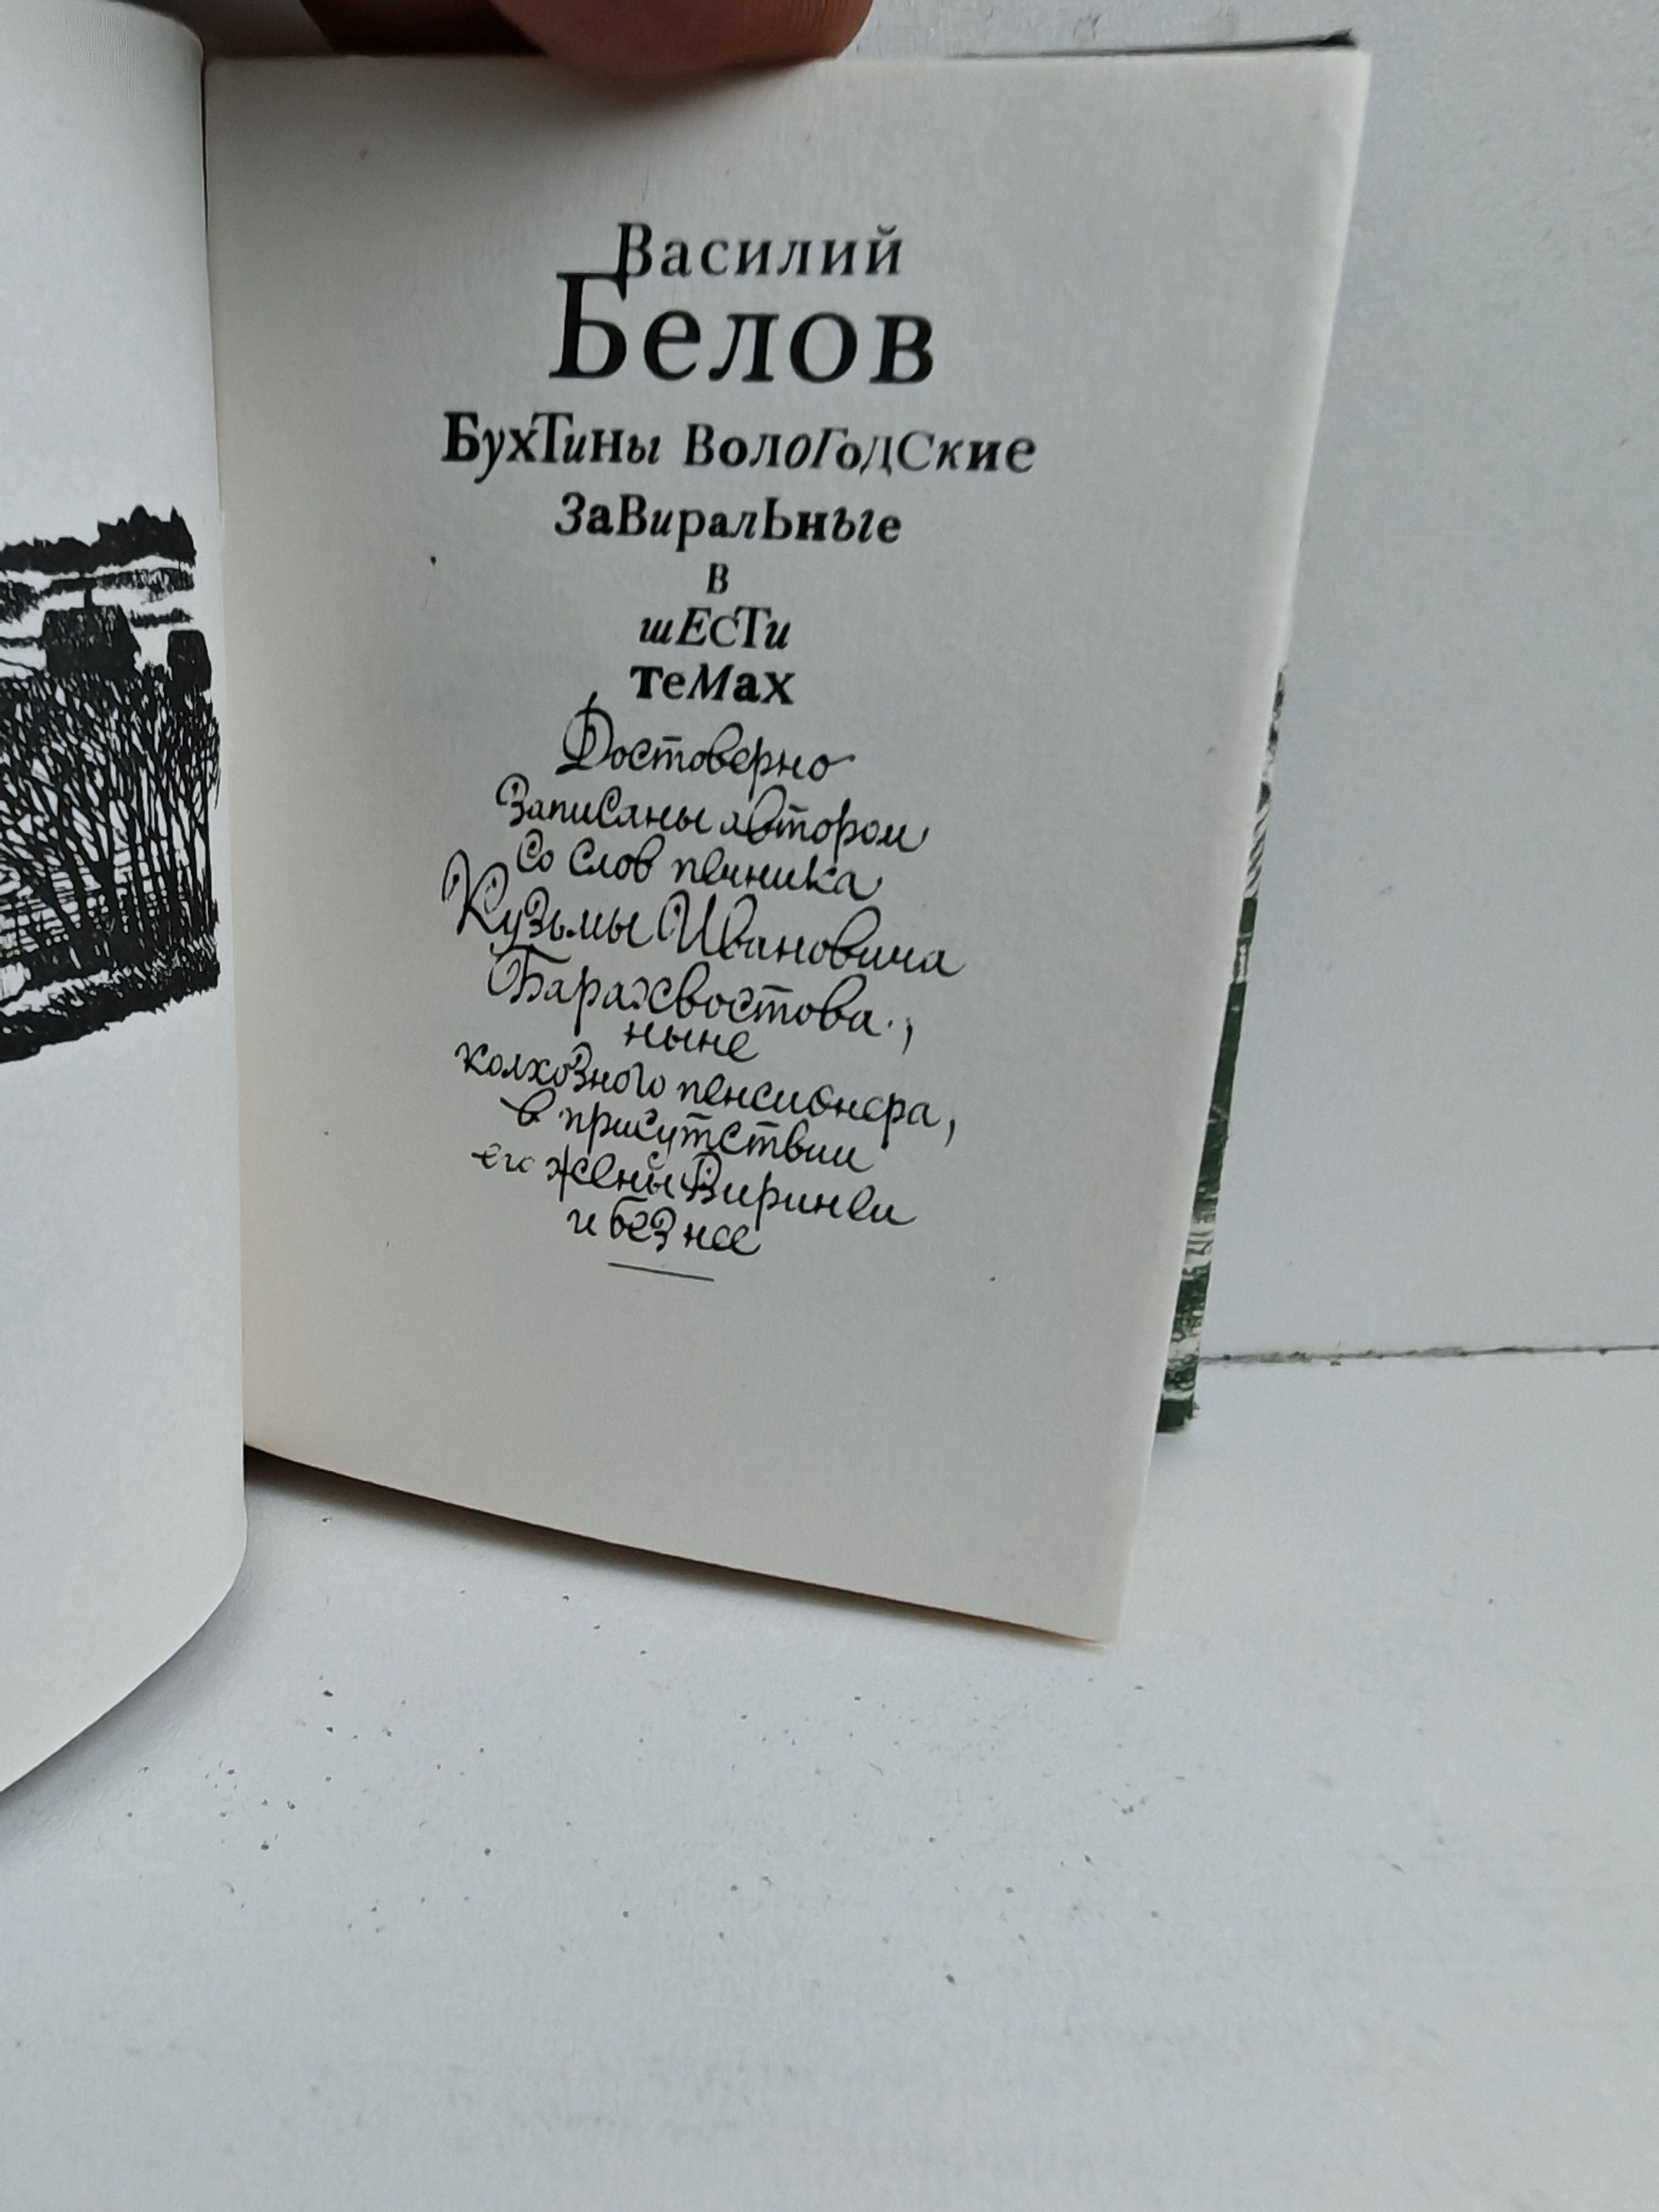 Василий
Белов
Бухтины вологодские
завиральные
в
шести
темах
Достоверно
записаны автором
со слов печника
Кузьмы Ивановича
Барахвостова.,
ныне
колхозного пенсионера,
в присутствии
его жены Виринеи
и без нее